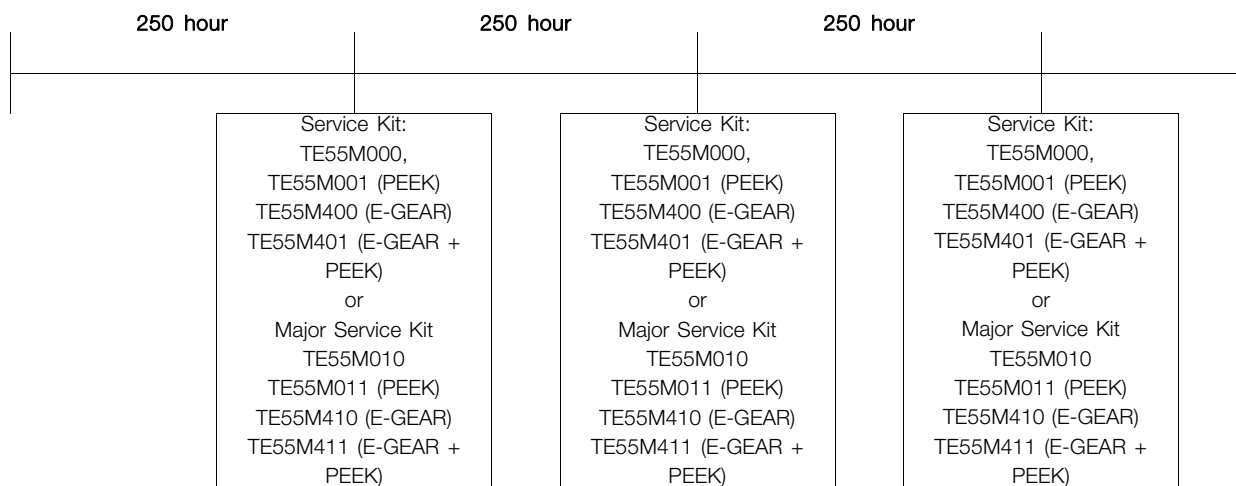 250 hour
250 hour
250 hour
Service Kit:
TE55M000,
TE55M001 (PEEK)
TE55M400 (E-GEAR)
TE55M401 (E-GEAR +
PEEK)
or
Major Service Kit
TE55M010
TE55M011 (PEEK)
TE55M410 (E-GEAR)
TE55M411 (E-GEAR +
PEEK)
Service Kit:
TE55M000,
TE55M001 (PEEK)
TE55M400 (E-GEAR)
TE55M401 (E-GEAR +
PEEK)
or
Major Service Kit
TE55M010
TE55M011 (PEEK)
TE55M410 (E-GEAR)
TE55M411 (E-GEAR +
PEEK)
Service Kit:
TE55M000,
TE55M001 (PEEK)
TE55M400 (E-GEAR)
TE55M401 (E-GEAR +
PEEK)
or
Major Service Kit
TE55M010
TE55M011 (PEEK)
TE55M410 (E-GEAR)
TE55M411 (E-GEAR +
PEEK)